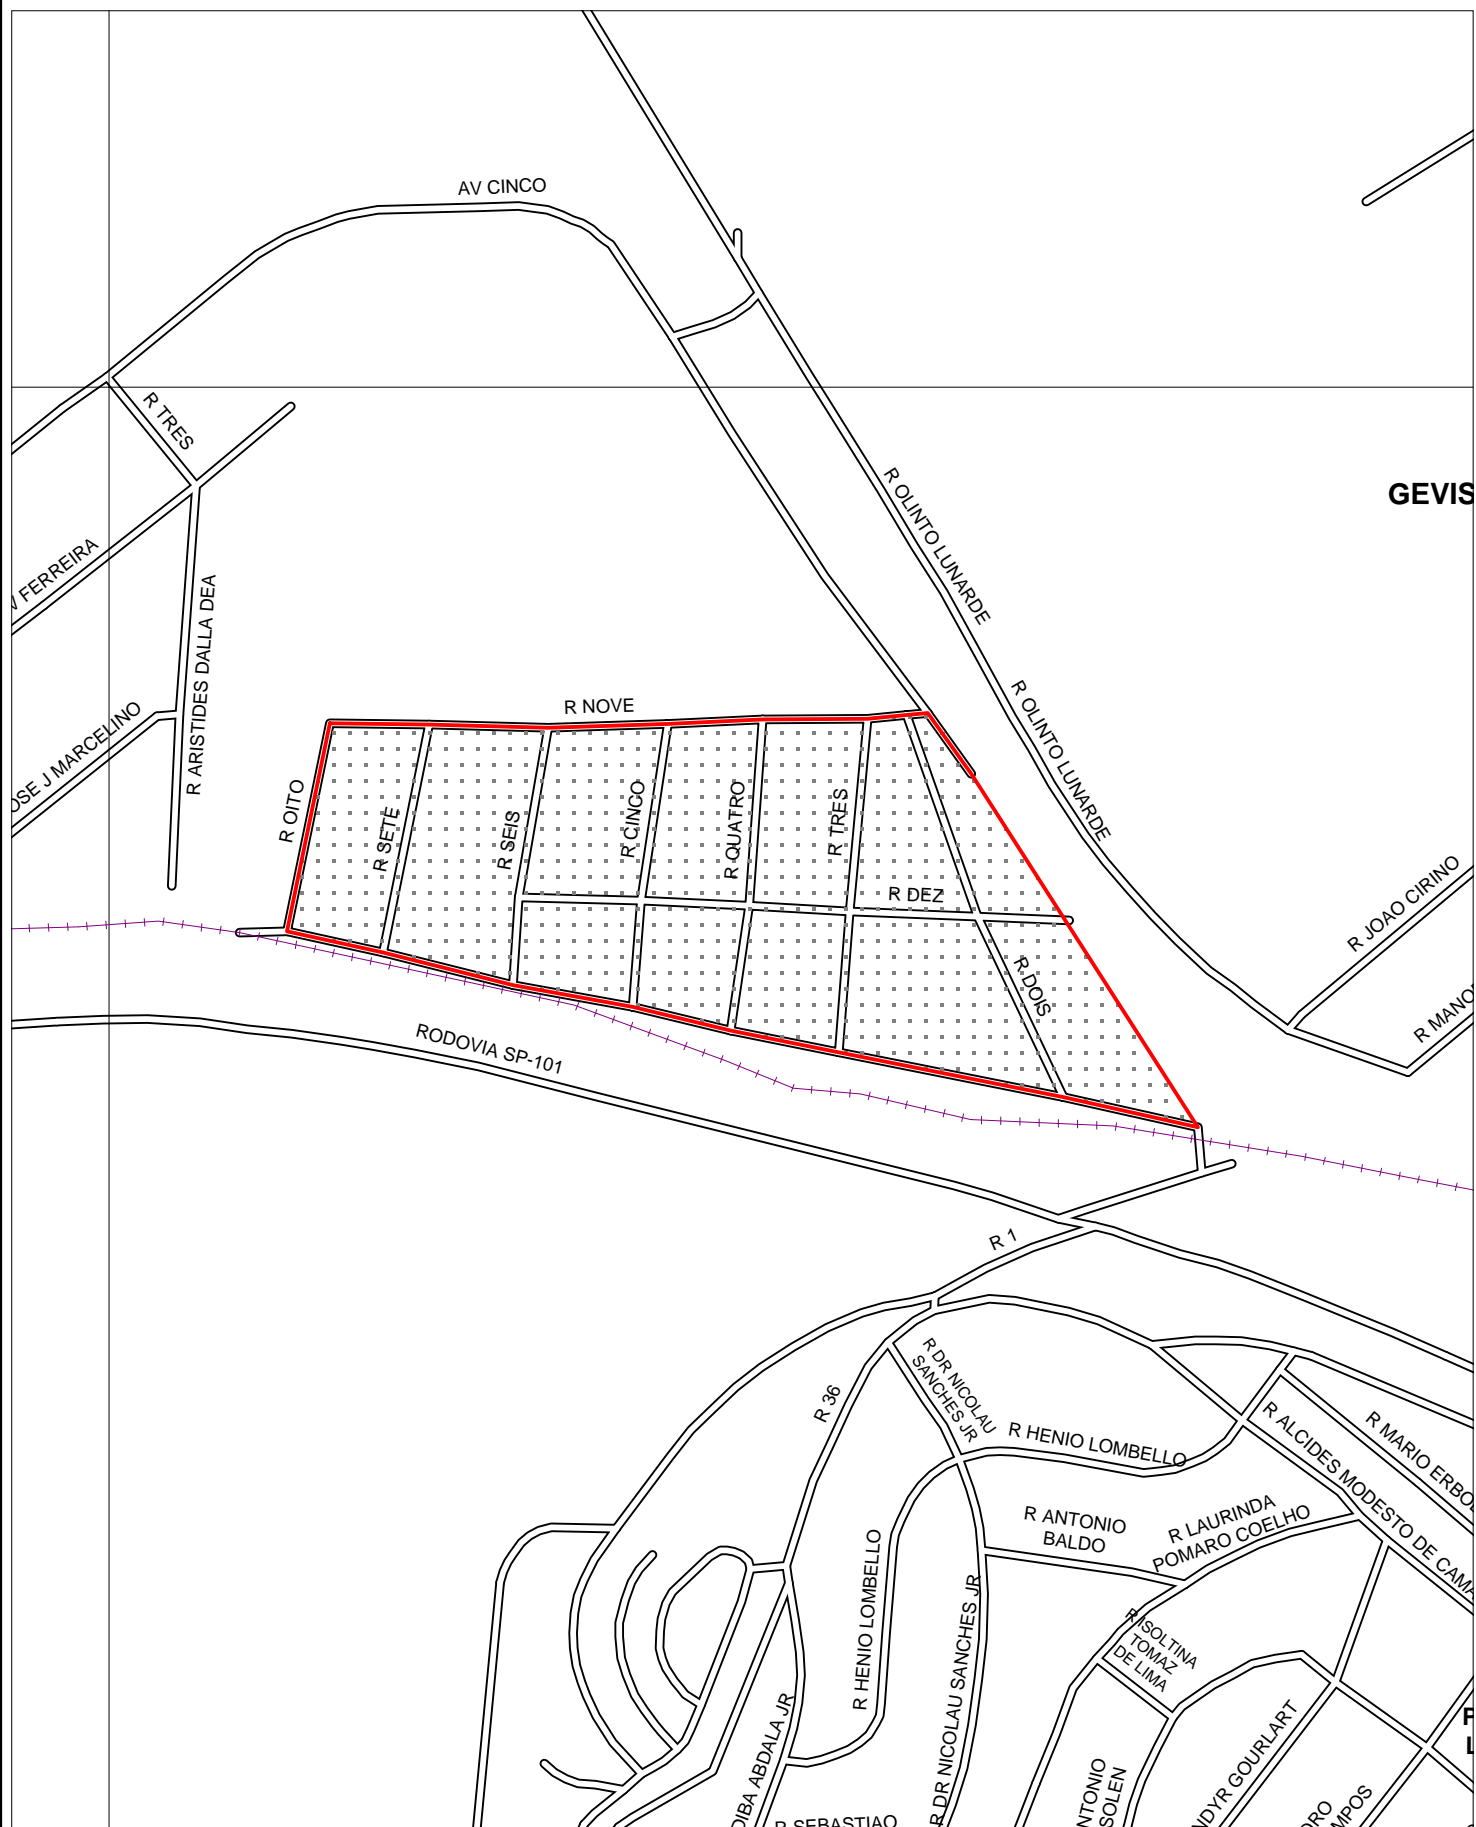 AV CINCO
R TRES
R OLINTO LUNARDE
GEVIS
FERREIRA
R ARISTIDES DALLA DEA
R OLINTO LUNARDE
R NOVE
OSE J MARCELINO
R OITO
R SETE
R SEIS
R CINCO
R QUATRO
R TRES
R DEZ
R JOAO CIRINO
R DOIS
R MANO
RODOVIA SP-101
R 1
R DR NICOLAU
SANCHES JR
R 36
R HENIO LOMBELLO
R ALCIDES MODESTO DE CAMA
R MARIO ERBO
R ANTONIO
BALDO
R LAURINDA
POMARO COELHO
R HENIO LOMBELLO
R DR NICOLAU SANCHES JR
R ISOLTINA
TOMAZ
DE LIMA
DIBA ABDALA JR
NDYR GOURLART
NTONIO
SOLEN
ORO
MPOS
R SEBASTIAO